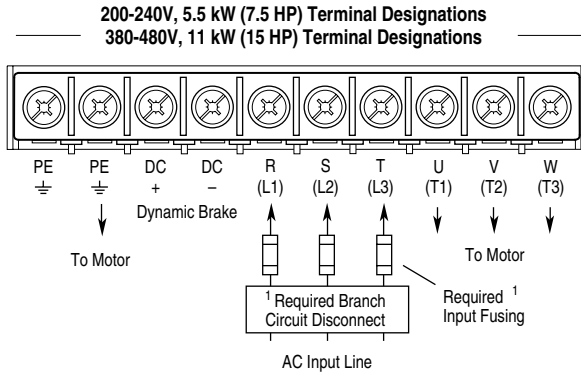 200-240V, 5.5 kW (7.5 HP) Terminal Designations
380-480V, 11 kW (15 HP) Terminal Designations
PE PE DC DC R S T U V W
+ – (L1) (L2) (L3) (T1) (T2) (T3)
Dynamic Brake
To Motor
To Motor
1 Required Branch
Circuit Disconnect
Required 1
Input Fusing
AC Input Line